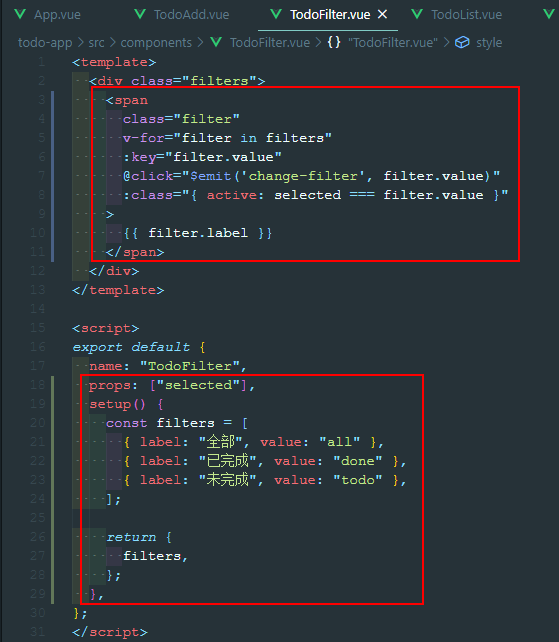 App.vue TodoAdd.vue TodoFilter.vue × TodoList.vue
todo-app > src > components > TodoFilter.vue > {} "TodoFilter.vue" > style
1 <template>
2 <div class="filters">
3 <span
4 class="filter"
5 v-for="filter in filters"
6 :key="filter.value"
7 @click="$emit('change-filter', filter.value)"
8 :class="{ active: selected === filter.value }"
9 >
10 {{ filter.label }}
11 </span>
12 </div>
13 </template>
14
15 <script>
16 export default {
17 name: "TodoFilter",
18 props: ["selected"],
19 setup() {
20 const filters = [
21 { label: "全部", value: "all" },
22 { label: "已完成", value: "done" },
23 { label: "未完成", value: "todo" },
24 ];
25
26 return {
27 filters,
28 };
29 },
30 };
31 </script>